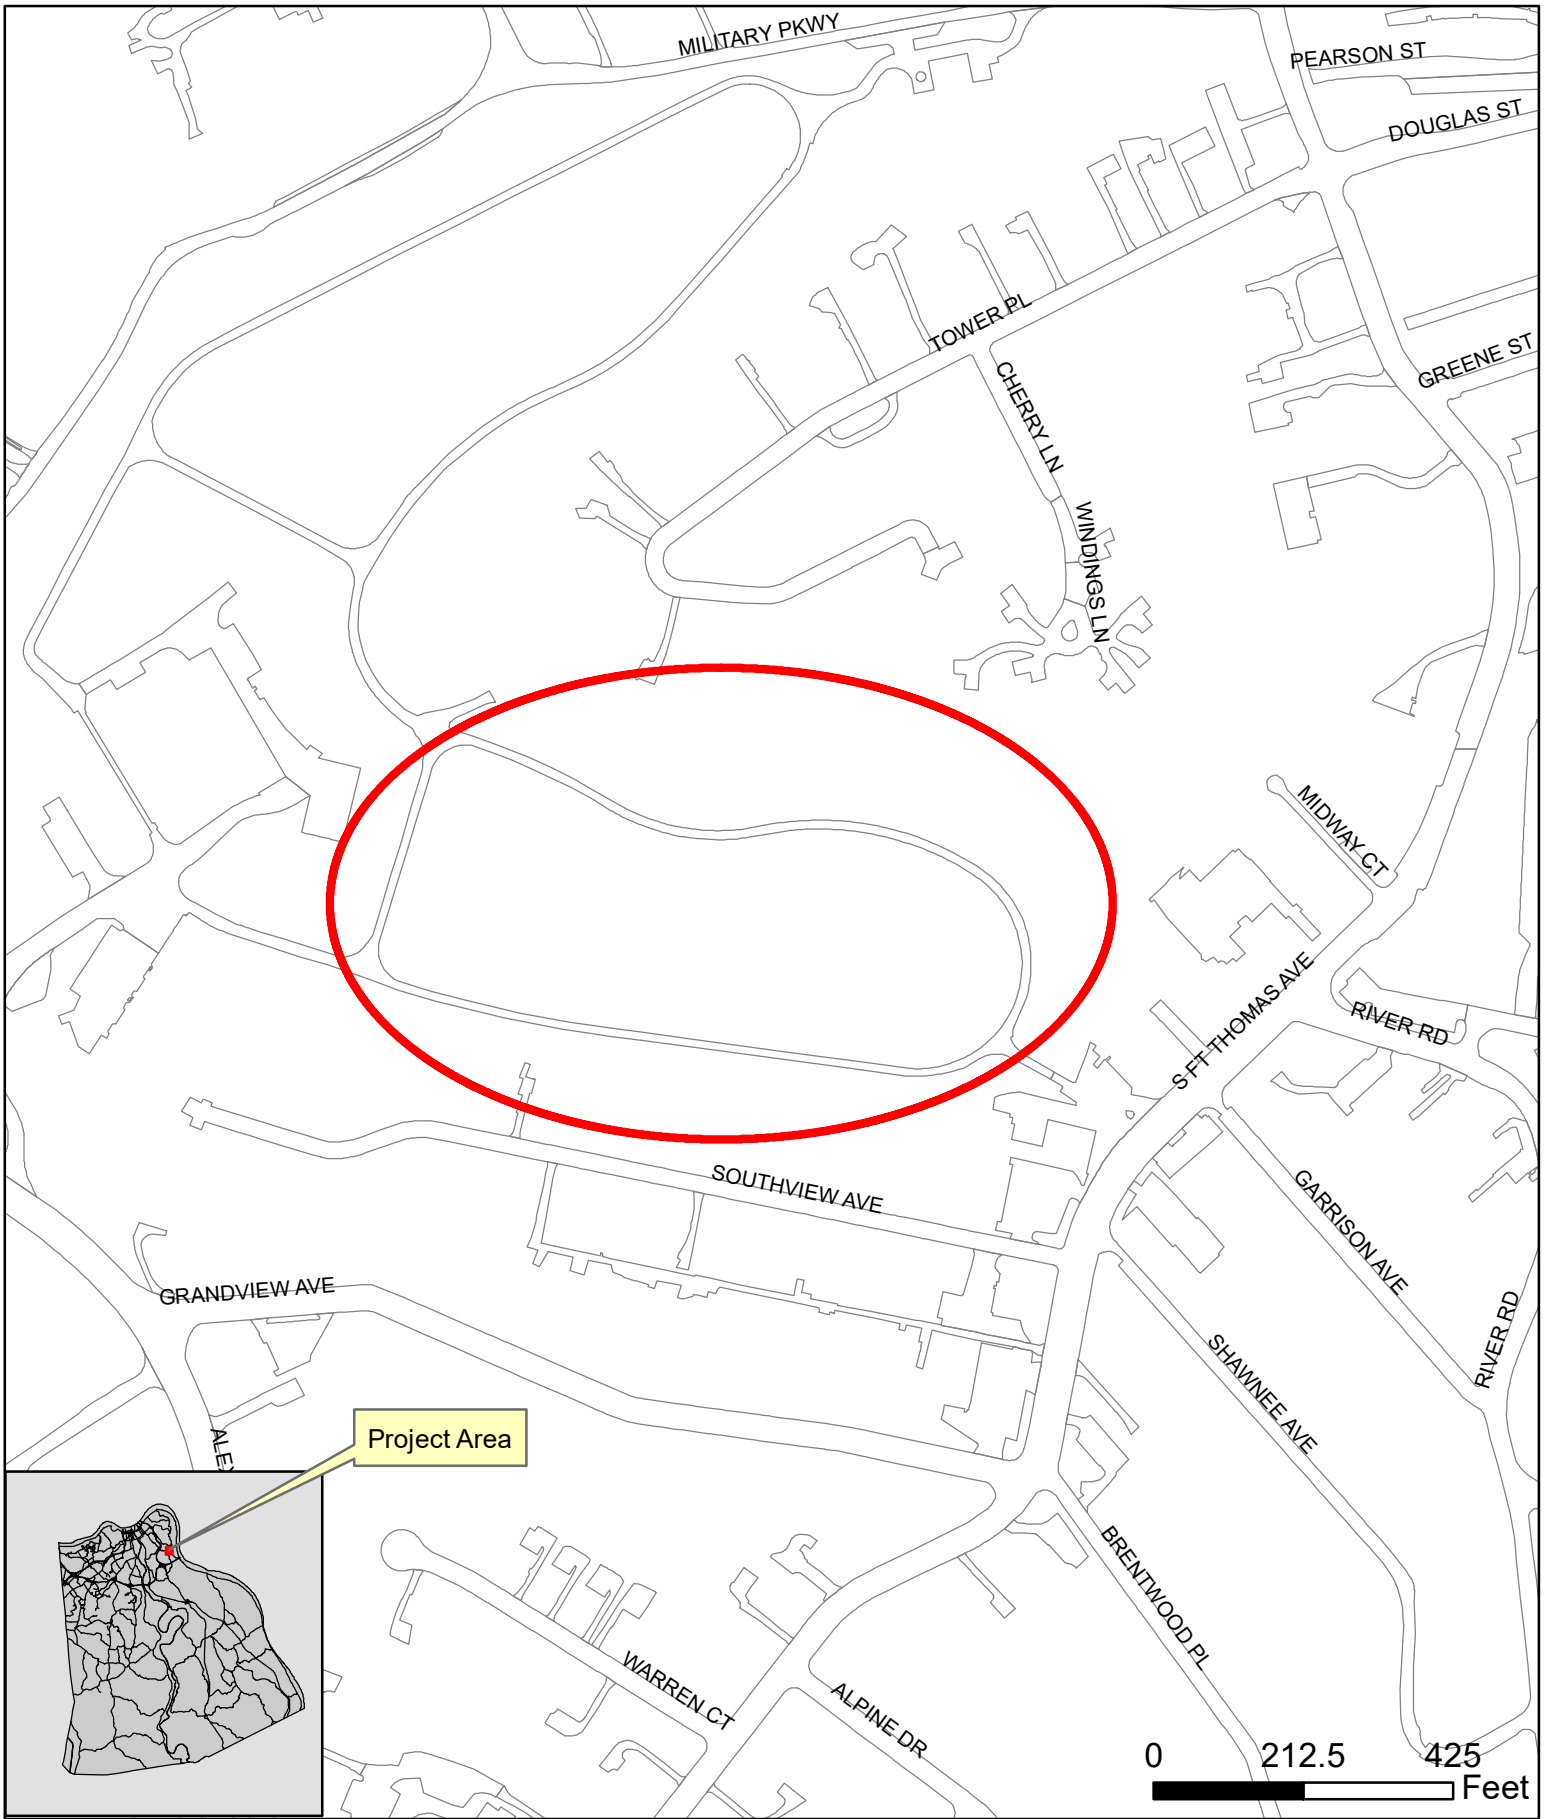 MILITARY PKWY
PEARSON ST
DOUGLAS ST
TOWER PL
CHERRY LN
GREENE ST
WINDINGS LN
MIDWAY CT
S FT THOMAS AVE
RIVER RD
SOUTHVIEW AVE
GARRISON AVE
GRANDVIEW AVE
RIVER RD
SHAWNEE AVE
Project Area
BRENTWOOD PL
WARREN CT
ALPINE DR
0 212.5 425
Feet